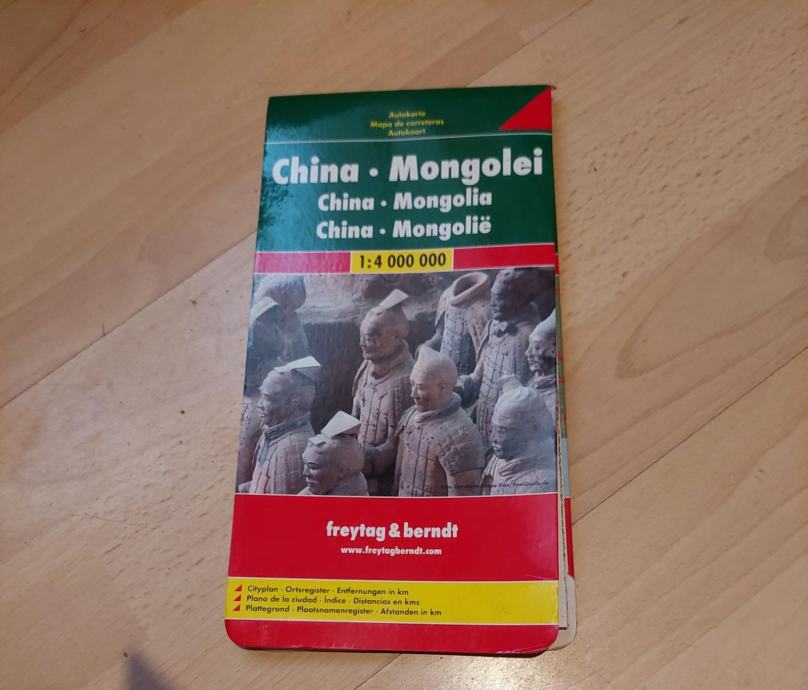 Autokarte
Mapa de carreteras
Autokaart
China · Mongolei
China · Mongolia
China · Mongolië
1:4 000 000
freytag & berndt
www.freytagberndt.com
Cityplan · Ortsregister · Entfernungen in km
Plano de la ciudad · Índice · Distancias en kms
Plattegrond · Plaatsnamenregister · Afstanden in km